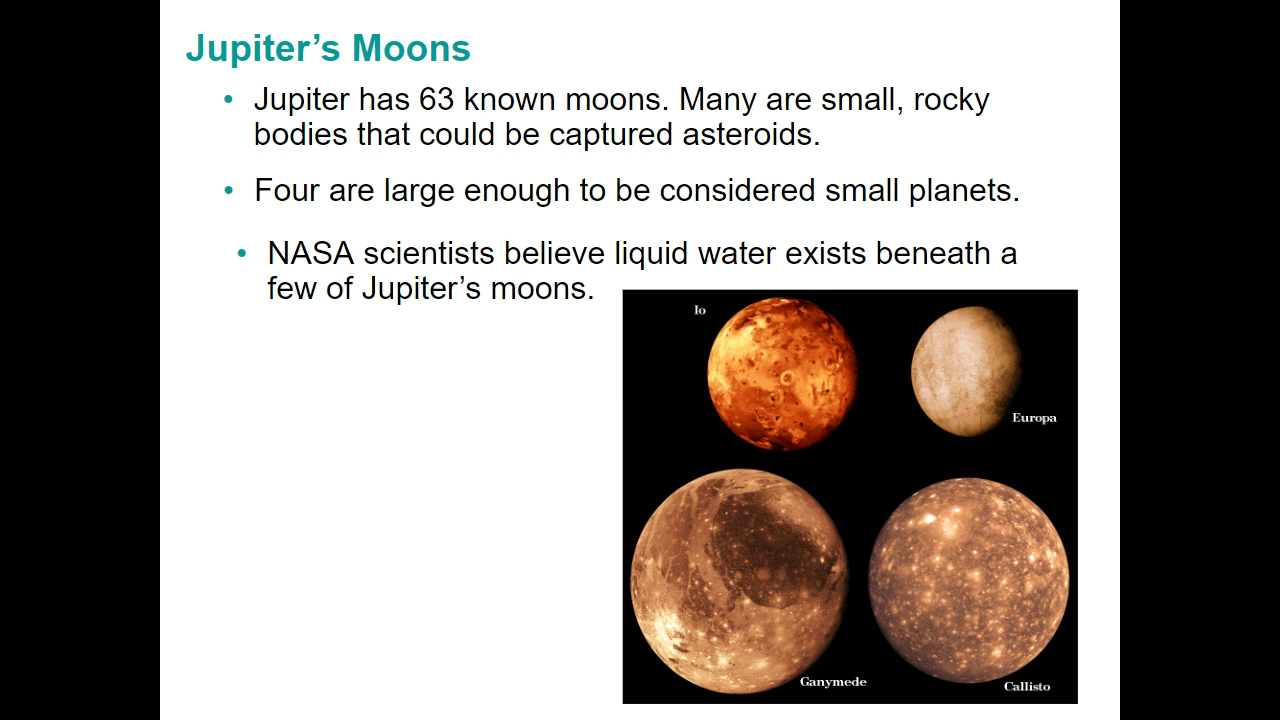 Jupiter’s Moons
• Jupiter has 63 known moons. Many are small, rocky
bodies that could be captured asteroids.
• Four are large enough to be considered small planets.
• NASA scientists believe liquid water exists beneath a
few of Jupiter’s moons.
Io
Europa
Ganymede
Callisto